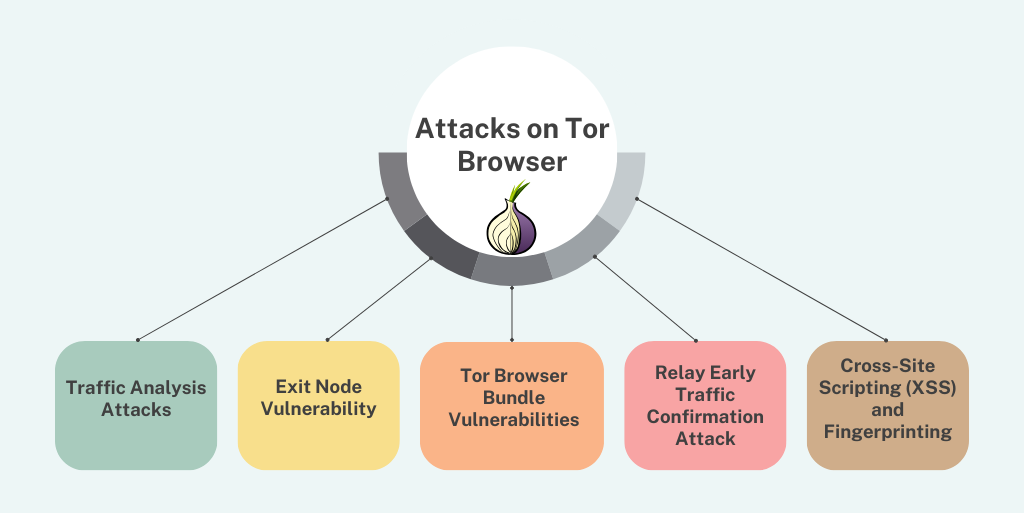 Attacks on Tor
Browser
Traffic Analysis
Attacks
Exit Node
Vulnerability
Tor Browser
Bundle
Vulnerabilities
Relay Early
Traffic
Confirmation
Attack
Cross-Site
Scripting (XSS)
and
Fingerprinting